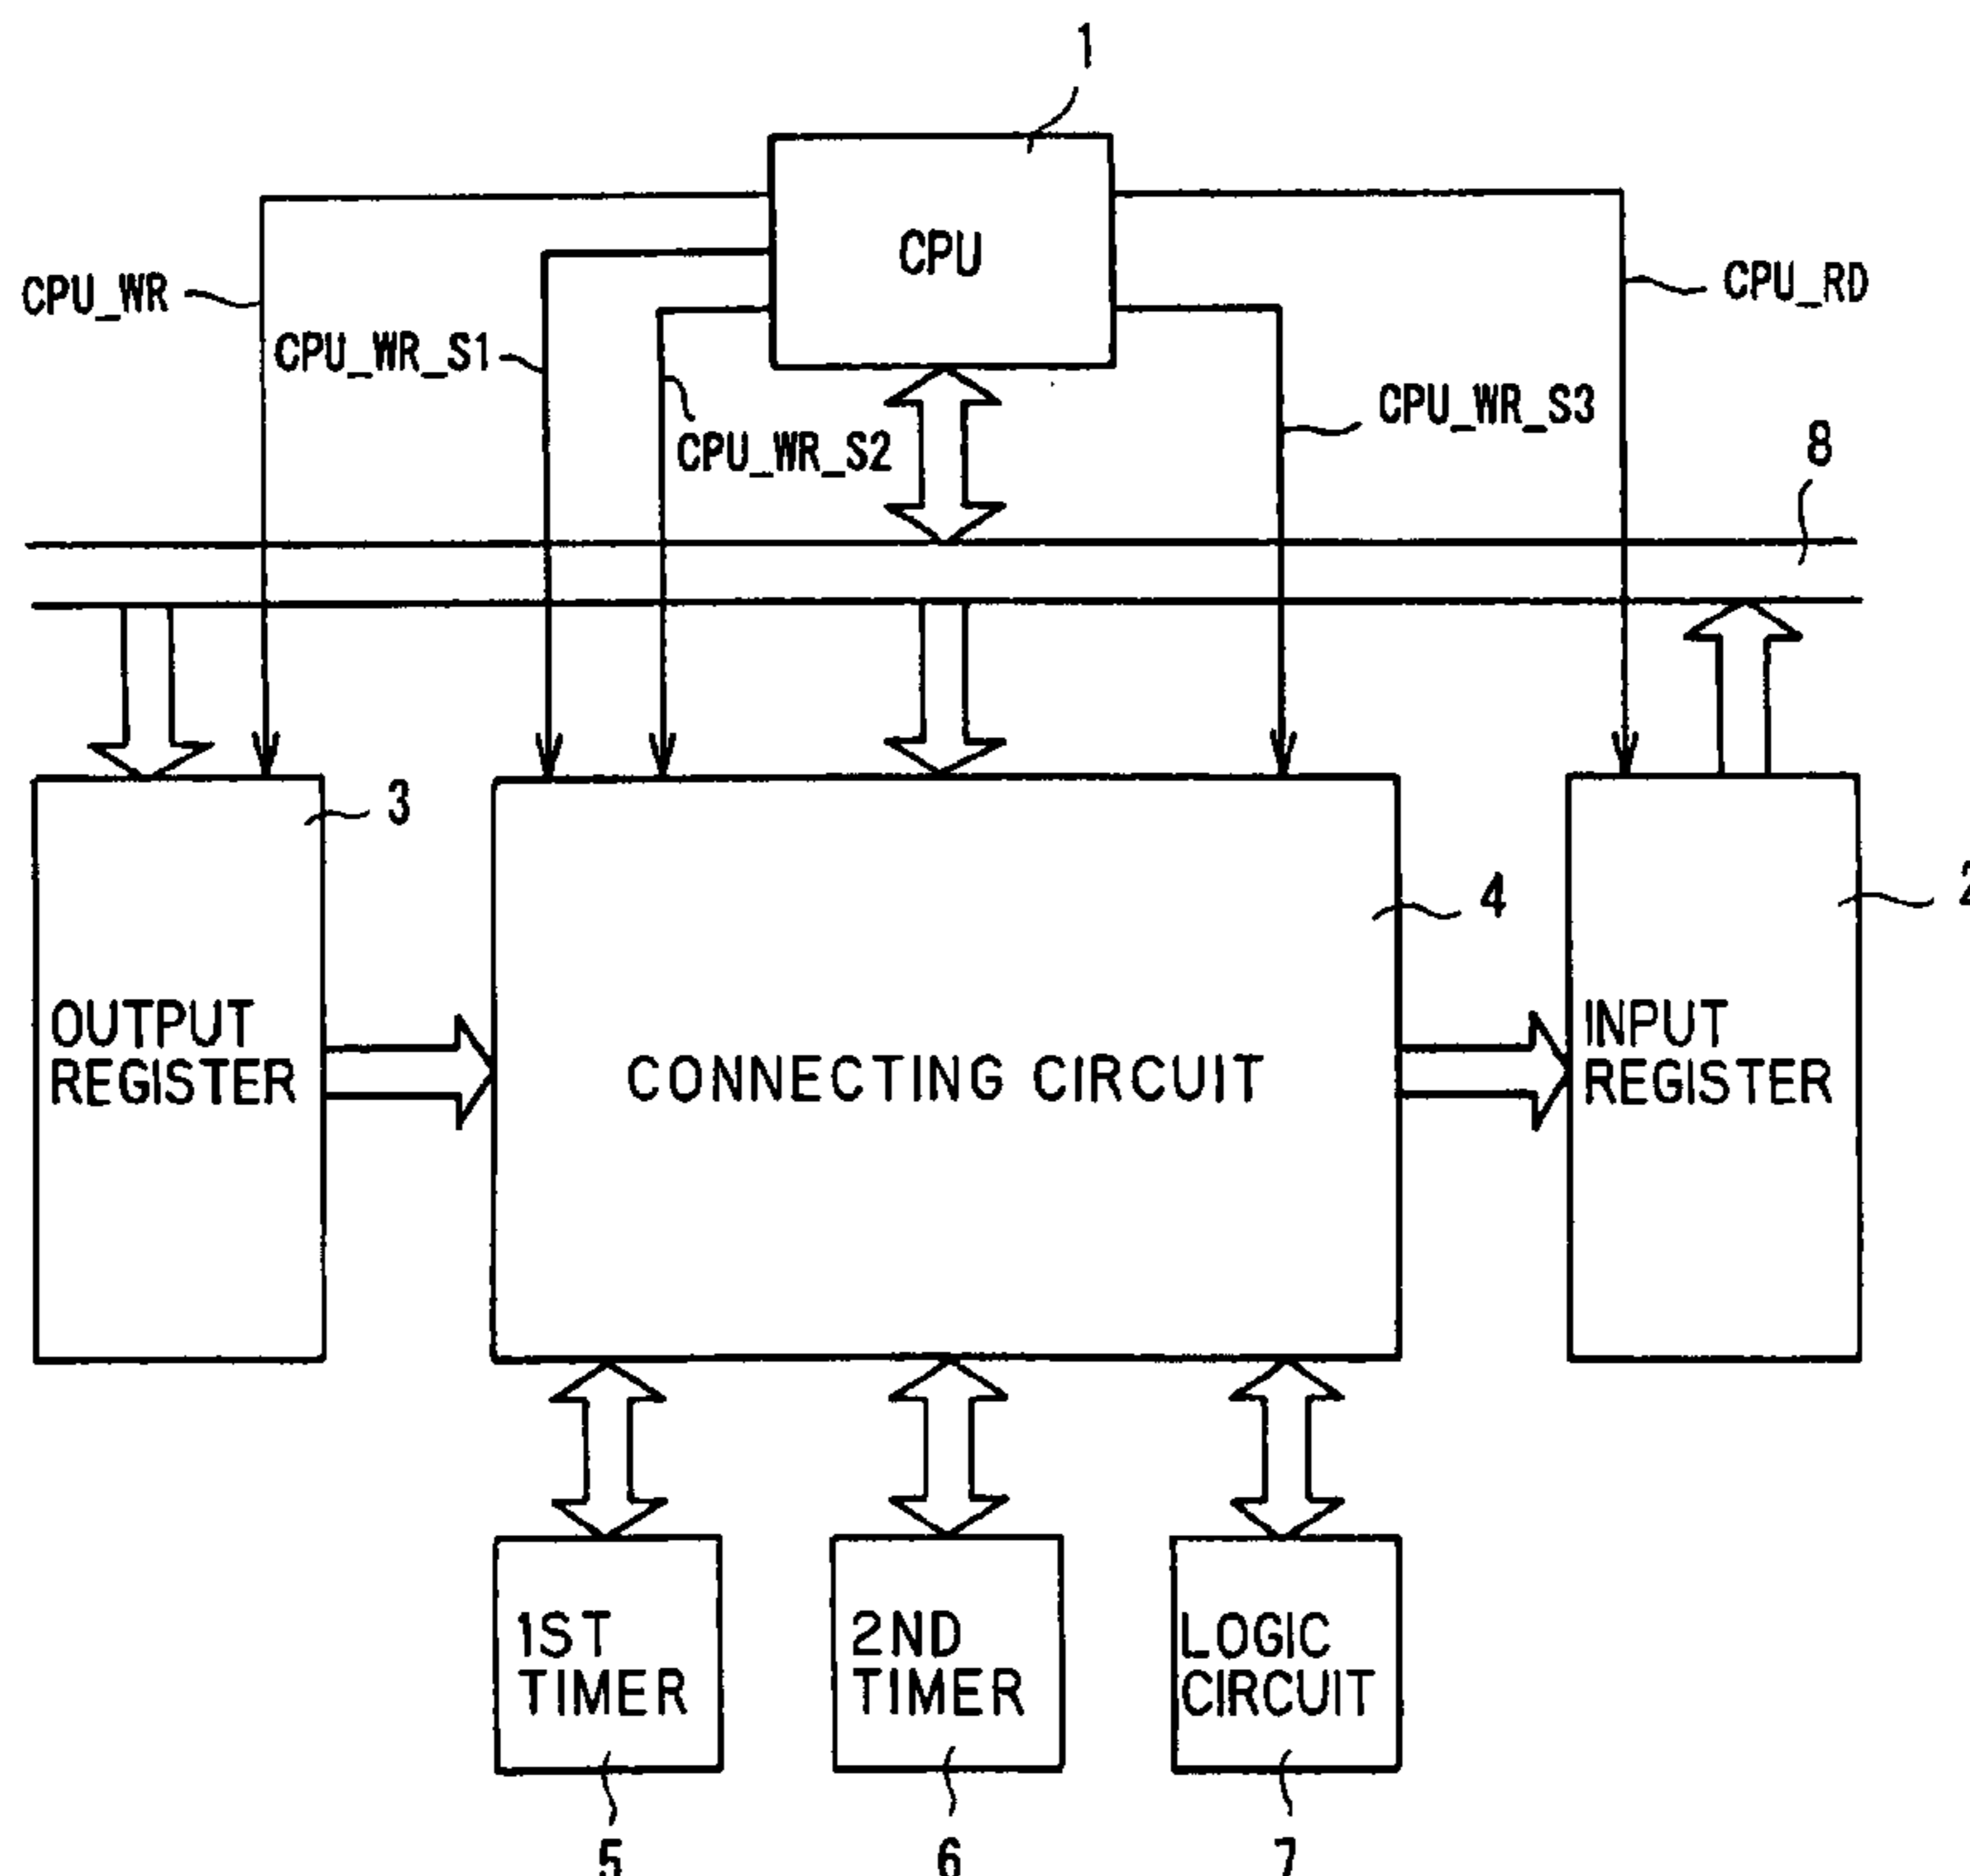 1
CPU
CPU_WR
CPU_RD
CPU_WR_S1
CPU_WR_S3
CPU_WR_S2
8
3
4
2
OUTPUT
REGISTER
CONNECTING CIRCUIT
INPUT
REGISTER
1ST
TIMER
2ND
TIMER
LOGIC
CIRCUIT
5
6
7